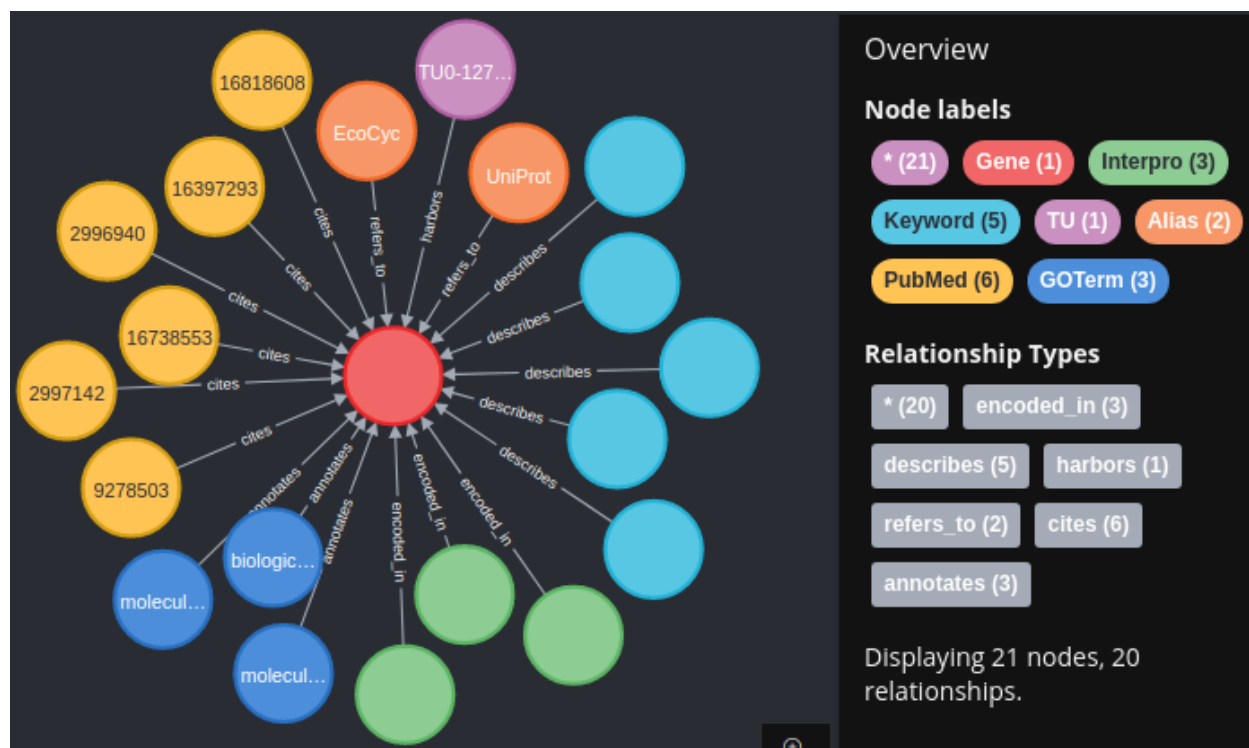 16818608
TU0-127...
EcoCyc
UniProt
16397293
2996940
16738553
2997142
9278503
biologic...
molecul...
molecul...
cites
refers_to
harbors
refers_to
describes
cites
cites
describes
cites
cites
describes
describes
describes
cites
annotates
annotates
annotates
encoded_in
encoded_in
encoded_in
Overview
Node labels
* (21) Gene (1) Interpro (3)
Keyword (5) TU (1) Alias (2)
PubMed (6) GOTerm (3)
Relationship Types
* (20) encoded_in (3)
describes (5) harbors (1)
refers_to (2) cites (6)
annotates (3)
Displaying 21 nodes, 20
relationships.